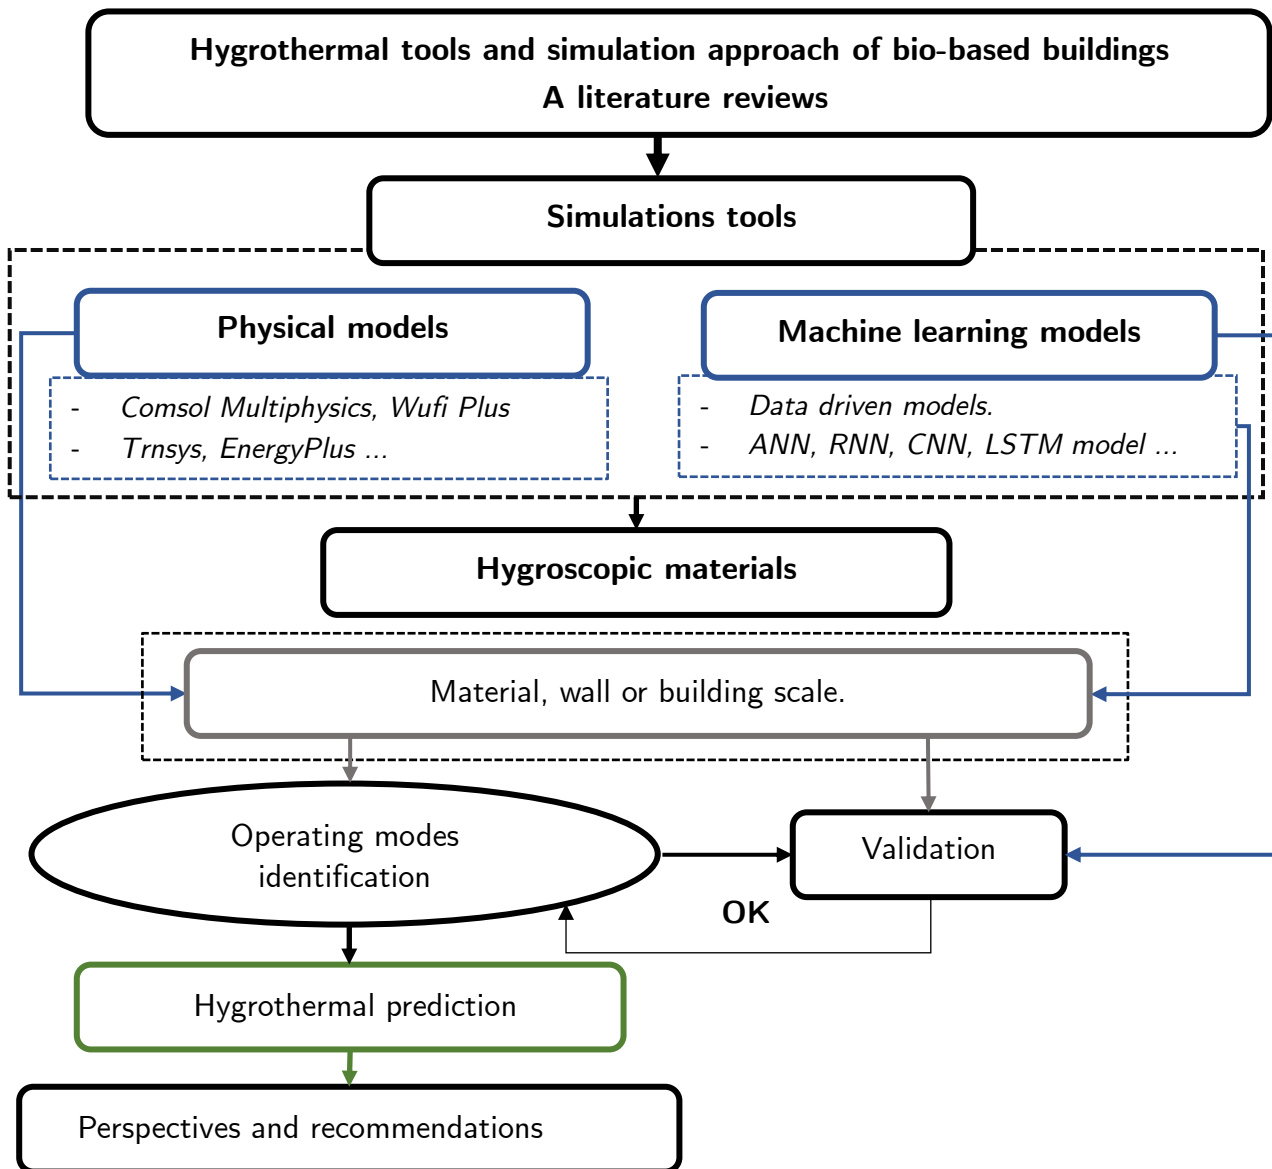 Hygrothermal tools and simulation approach of bio-based buildings
A literature reviews
Simulations tools
Physical models
- Comsol Multiphysics, Wufi Plus
- Trnsys, EnergyPlus ...
Machine learning models
- Data driven models.
- ANN, RNN, CNN, LSTM model ...
Hygroscopic materials
Material, wall or building scale.
Operating modes
identification
Validation
OK
Hygrothermal prediction
Perspectives and recommendations